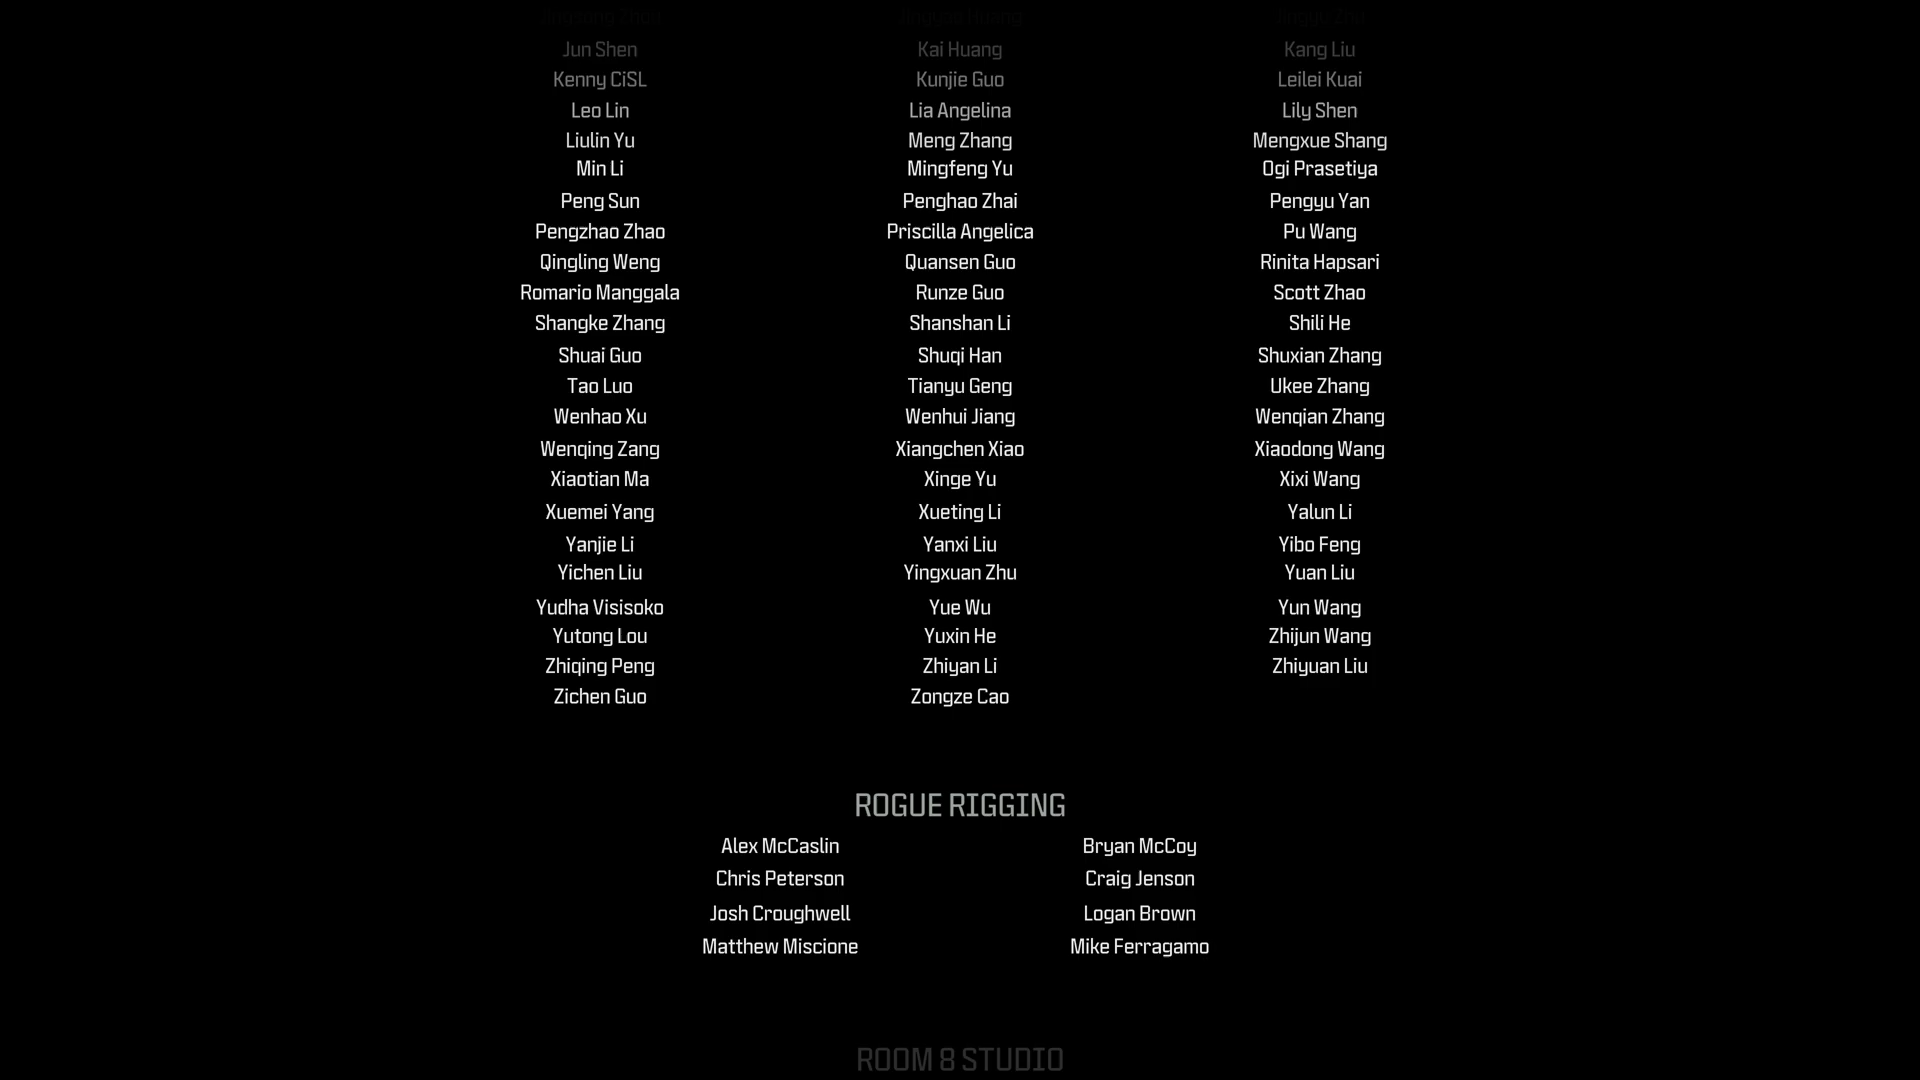 Jun Shen Kai Huang Kang Liu
Kenny CiSL Kunjie Guo Leilei Kuai
Leo Lin Lia Angelina Lily Shen
Liulin Yu Meng Zhang Mengxue Shang
Min Li Mingfeng Yu Ogi Prasetiya
Peng Sun Penghao Zhai Pengyu Yan
Pengzhao Zhao Priscilla Angelica Pu Wang
Qingling Weng Quansen Guo Rinita Hapsari
Romario Manggala Runze Guo Scott Zhao
Shangke Zhang Shanshan Li Shili He
Shuai Guo Shuqi Han Shuxian Zhang
Tao Luo Tianyu Geng Ukee Zhang
Wenhao Xu Wenhui Jiang Wenqian Zhang
Wenqing Zang Xiangchen Xiao Xiaodong Wang
Xiaotian Ma Xinge Yu Xixi Wang
Xuemei Yang Xueting Li Yalun Li
Yanjie Li Yanxi Liu Yibo Feng
Yichen Liu Yingxuan Zhu Yuan Liu
Yudha Visisoko Yue Wu Yun Wang
Yutong Lou Yuxin He Zhijun Wang
Zhiqing Peng Zhiyan Li Zhiyuan Liu
Zichen Guo Zongze Cao
ROGUE RIGGING
Alex McCaslin Bryan McCoy
Chris Peterson Craig Jenson
Josh Croughwell Logan Brown
Matthew Miscione Mike Ferragamo
ROOM 8 STUDIO